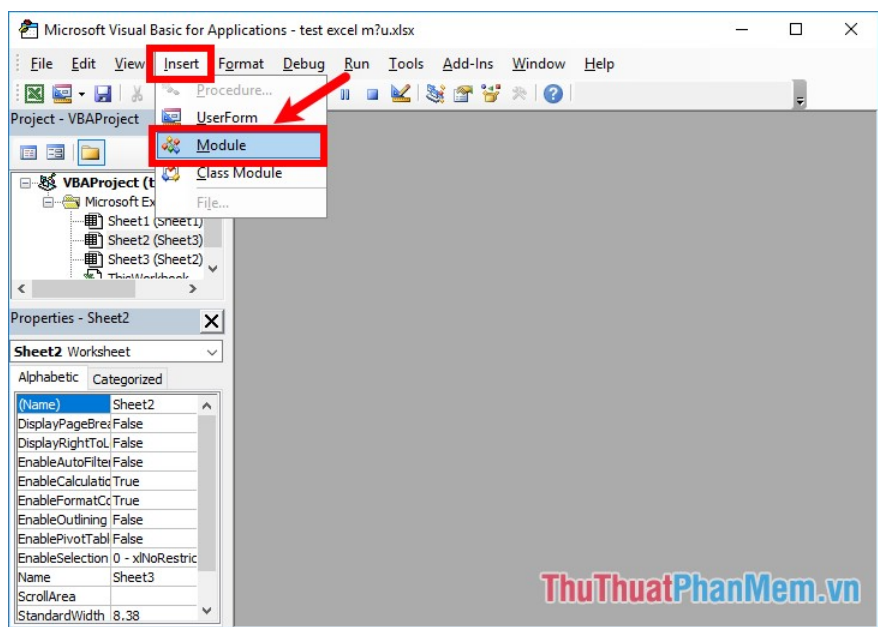 Microsoft Visual Basic for Applications - test excel m?u.xlsx
File Edit View Insert Format Debug Run Tools Add-Ins Window Help
Procedure...
UserForm
Module
Class Module
File...
Project - VBAProject
VBAProject (t
Microsoft Ex
Sheet1 (Sheet1)
Sheet2 (Sheet3)
Sheet3 (Sheet2)
ThisWorkbook
Properties - Sheet2
Sheet2 Worksheet
Alphabetic Categorized
(Name) Sheet2
DisplayPageBrea False
DisplayRightToL False
EnableAutoFilter False
EnableCalculatio True
EnableFormatCo True
EnableOutlining False
EnablePivotTabl False
EnableSelection 0 - xlNoRestric
Name Sheet3
ScrollArea
StandardWidth 8.38
ThuThuatPhanMem.vn